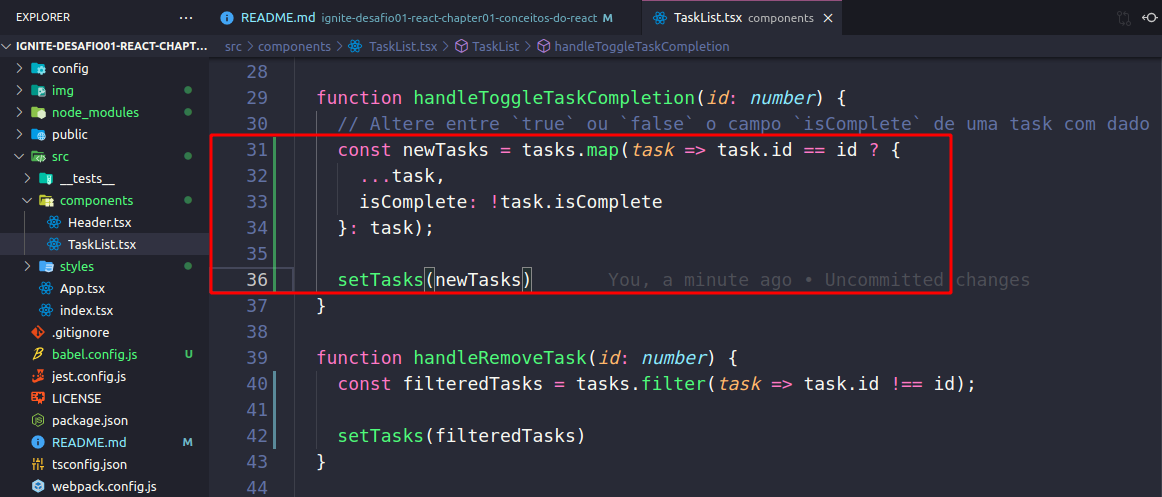 EXPLORER ···
README.md ignite-desafio01-react-chapter01-conceitos-do-react M
TaskList.tsx components
IGNITE-DESAFIO01-REACT-CHAPT...
src > components > TaskList.tsx > TaskList > handleToggleTaskCompletion
config
img
node_modules
public
src
__tests__
components
Header.tsx
TaskList.tsx
styles
App.tsx
index.tsx
.gitignore
babel.config.js U
jest.config.js
LICENSE
package.json
README.md M
tsconfig.json
webpack.config.js
28
29 function handleToggleTaskCompletion(id: number) {
30 // Altere entre `true` ou `false` o campo `isComplete` de uma task com dado
31 const newTasks = tasks.map(task => task.id == id ? {
32 ...task,
33 isComplete: !task.isComplete
34 }: task);
35
36 setTasks(newTasks) You, a minute ago • Uncommitted changes
37 }
38
39 function handleRemoveTask(id: number) {
40 const filteredTasks = tasks.filter(task => task.id !== id);
41
42 setTasks(filteredTasks)
43 }
44